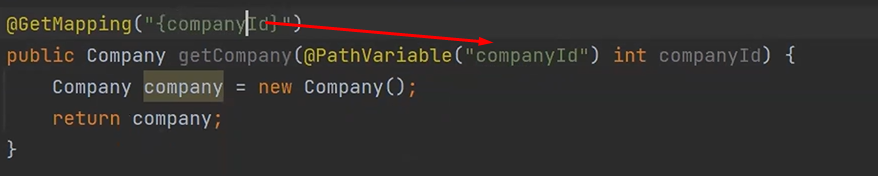 @GetMapping("{companyId}")
public Company getCompany(@PathVariable("companyId") int companyId) {
    Company company = new Company();
    return company;
}